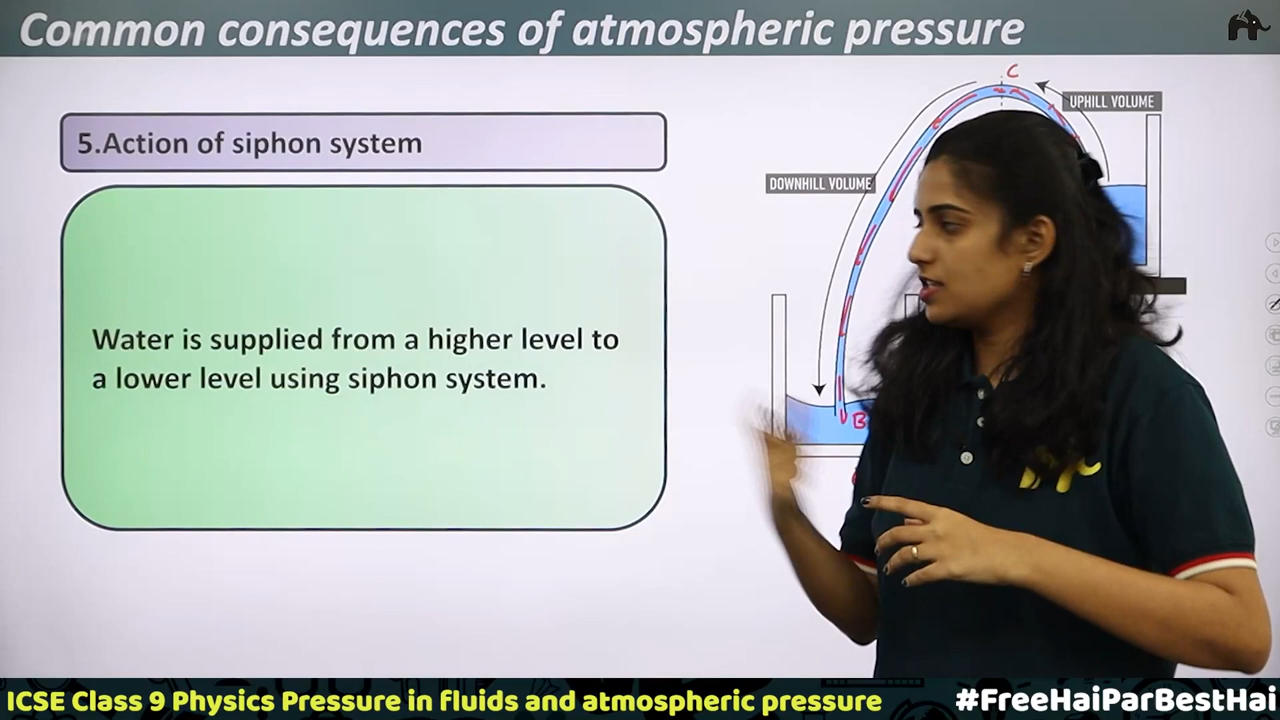 Common consequences of atmospheric pressure
5.Action of siphon system
Water is supplied from a higher level to
a lower level using siphon system.
C
UPHILL VOLUME
DOWNHILL VOLUME
B
ICSE Class 9 Physics Pressure in fluids and atmospheric pressure
#FreeHaiParBestHai